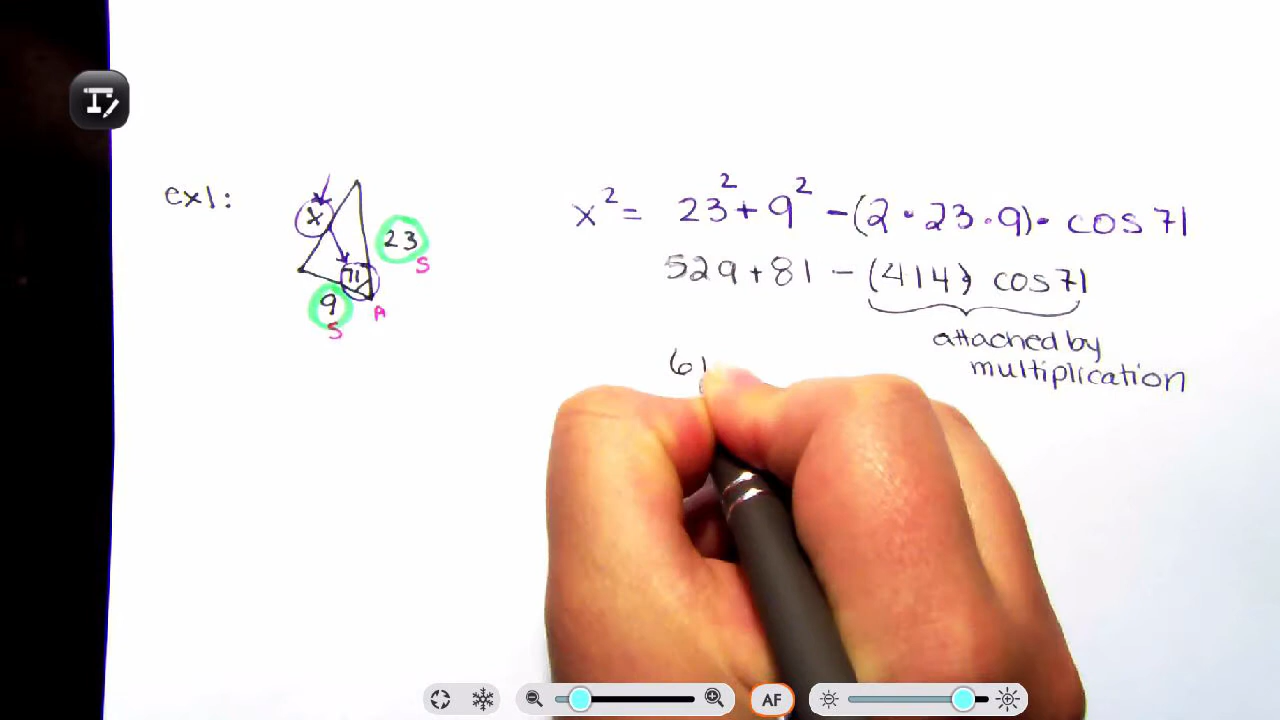 ex1:
x
23
S
71
9
S
A
x² = 23² + 9² - (2 · 23 · 9) · cos 71
529 + 81 - (414) cos 71
attached by
multiplication
61
AF